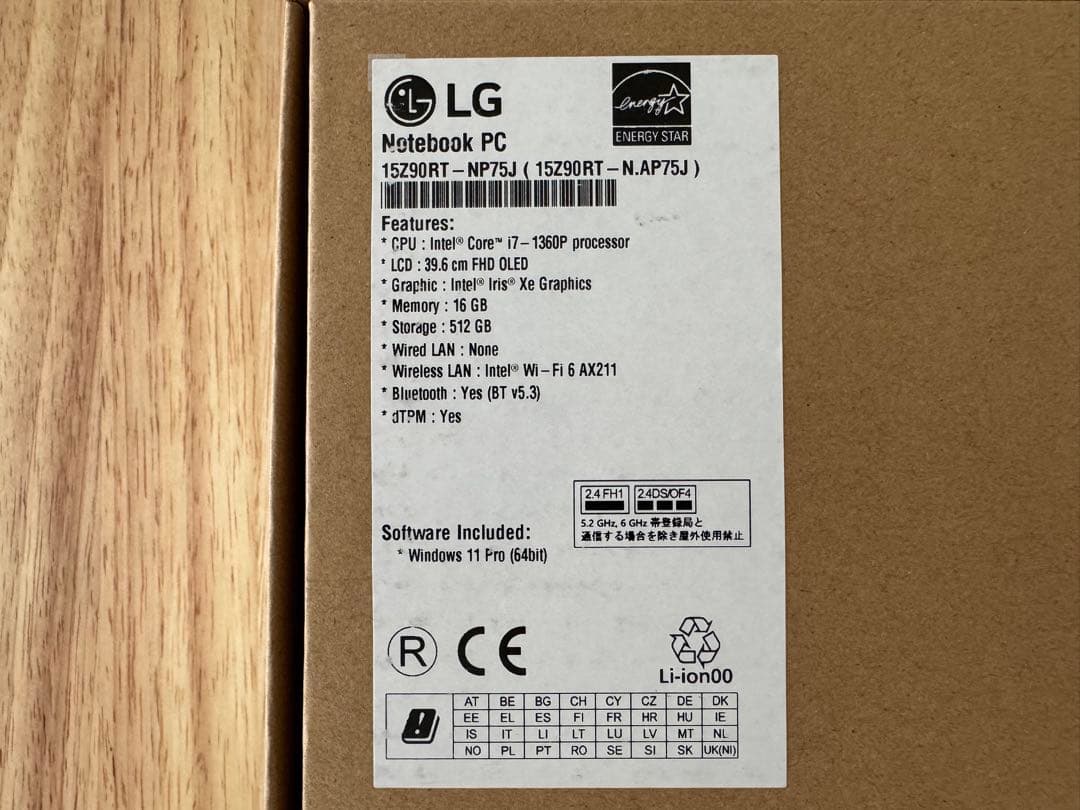 LG
energy
ENERGY STAR
Notebook PC
15Z90RT-NP75J ( 15Z90RT-N.AP75J )
Features:
* CPU : Intel® Core™ i7-1360P processor
* LCD : 39.6 cm FHD OLED
* Graphic : Intel® Iris® Xe Graphics
* Memory : 16 GB
* Storage : 512 GB
* Wired LAN : None
* Wireless LAN : Intel® Wi-Fi 6 AX211
* Bluetooth : Yes (BT v5.3)
* dTPM : Yes
2.4 FH1 2.4DS/OF4
5.2 GHz, 6 GHz 帯登録局と
通信する場合を除き屋外使用禁止
Software Included:
* Windows 11 Pro (64bit)
R CE
Li-ion00
AT BE BG CH CY CZ DE DK
EE EL ES FI FR HR HU IE
IS IT LI LT LU LV MT NL
NO PL PT RO SE SI SK UK(NI)